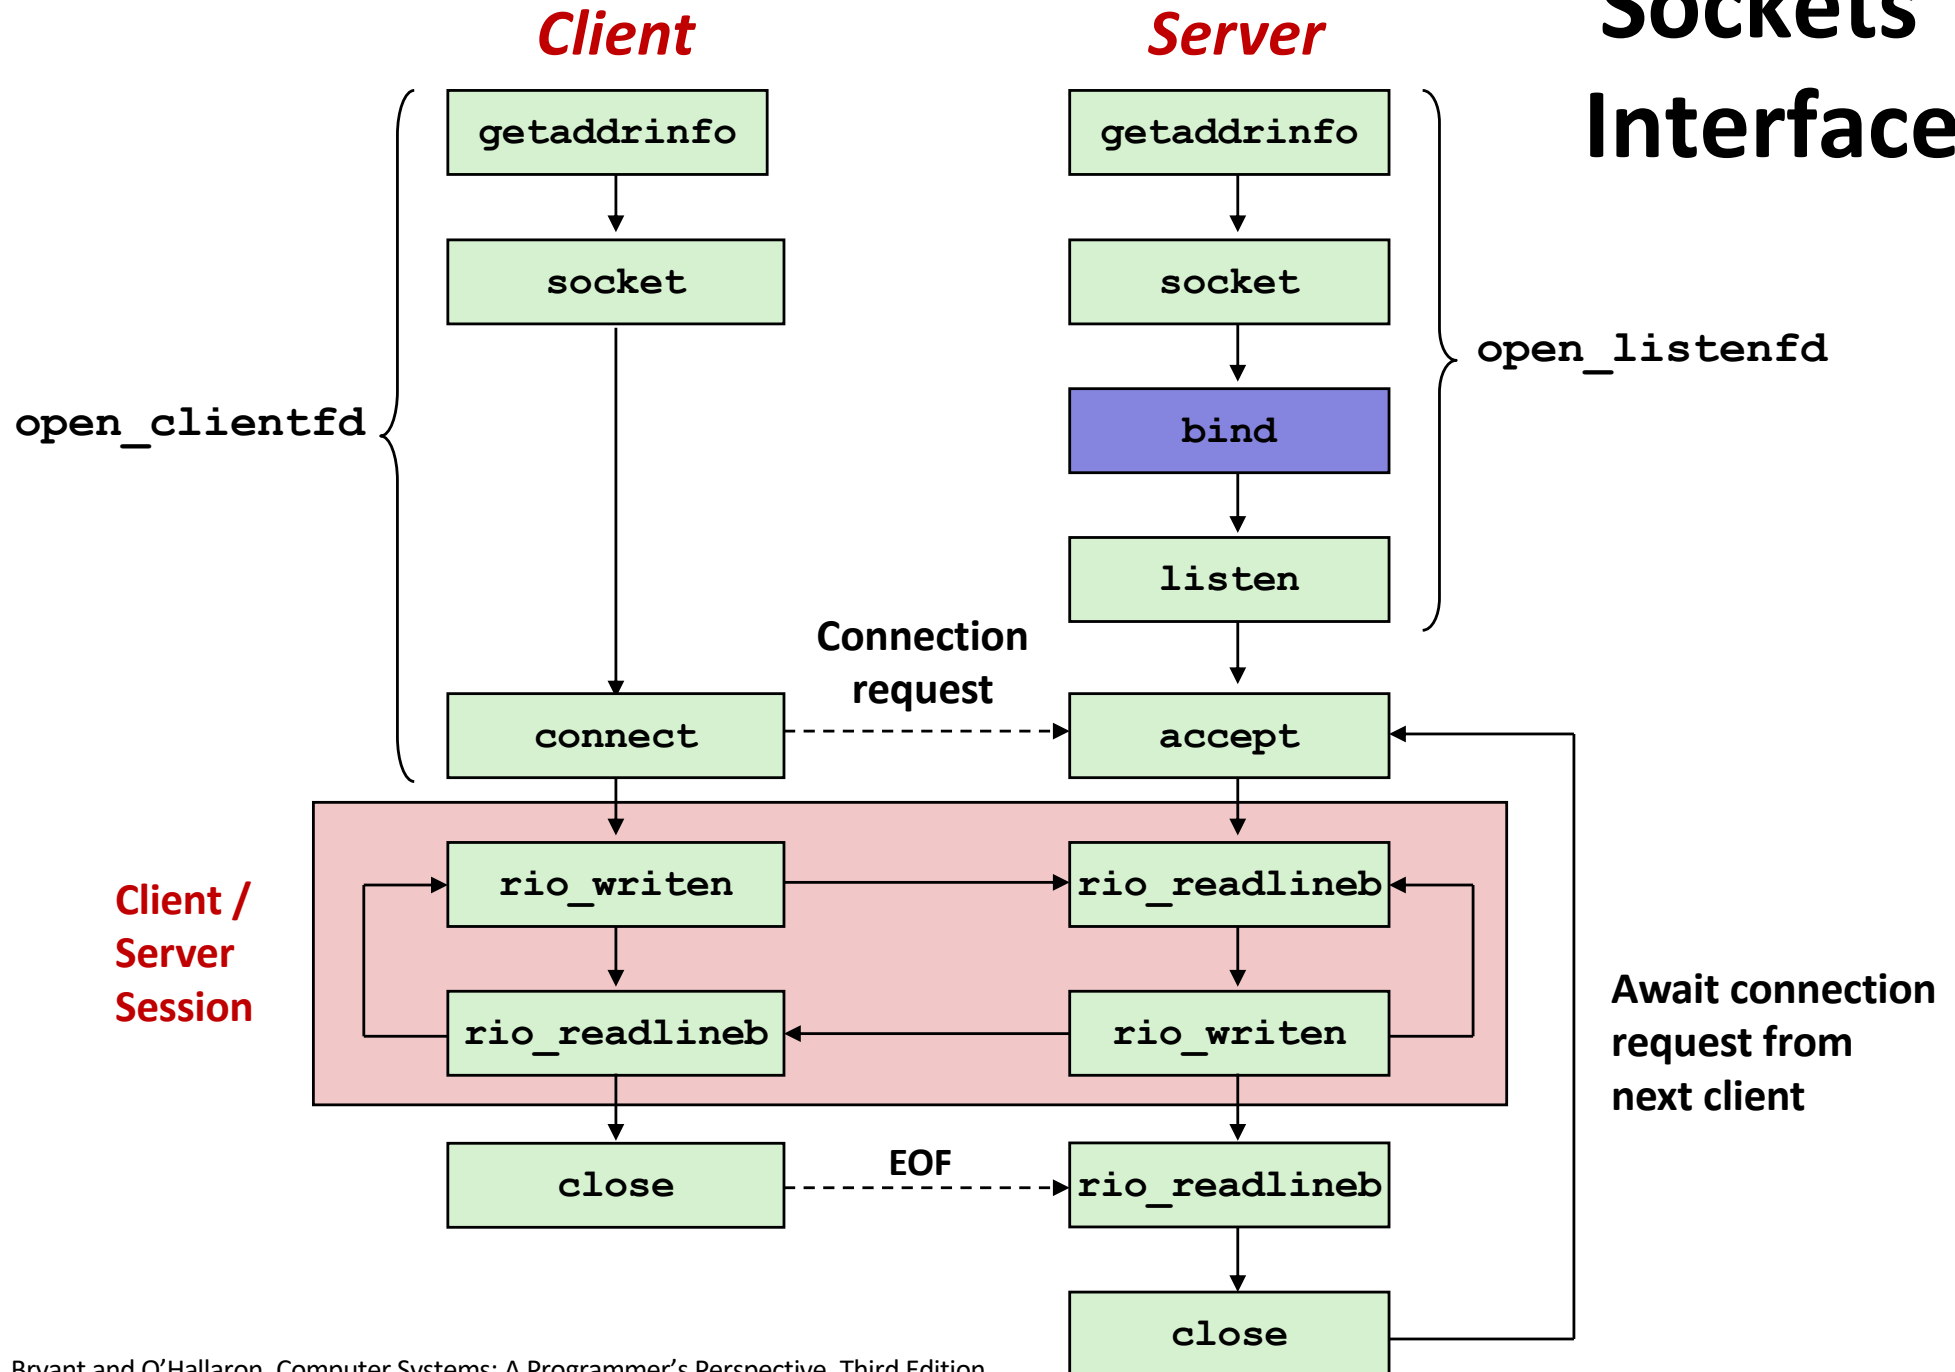 Sockets
Interface
Client
Server
getaddrinfo
getaddrinfo
socket
socket
open_listenfd
open_clientfd
bind
listen
Connection
request
connect
accept
Client /
Server
Session
rio_writen
rio_readlineb
rio_readlineb
rio_writen
Await connection
request from
next client
close
EOF
rio_readlineb
close
Bryant and O'Hallaron, Computer Systems: A Programmer's Perspective, Third Edition